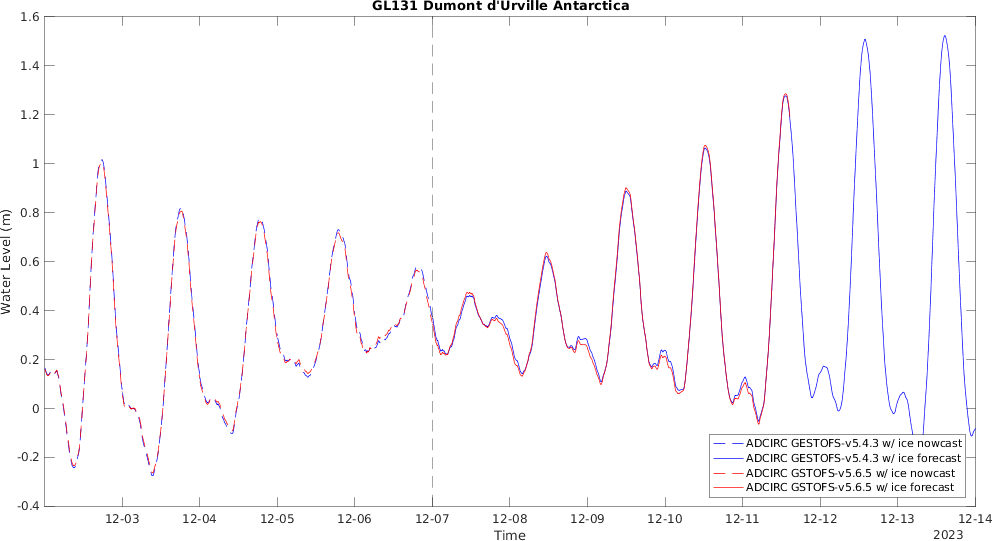 GL131 Dumont d'Urville Antarctica
1.6
1.4
1.2
1
0.8
0.6
0.4
0.2
0
-0.2
-0.4
Water Level (m)
ADCIRC GESTOFS-v5.4.3 w/ ice nowcast
ADCIRC GESTOFS-v5.4.3 w/ ice forecast
ADCIRC GSTOFS-v5.6.5 w/ ice nowcast
ADCIRC GSTOFS-v5.6.5 w/ ice forecast
12-03 12-04 12-05 12-06 12-07 12-08 12-09 12-10 12-11 12-12 12-13 12-14
Time
2023